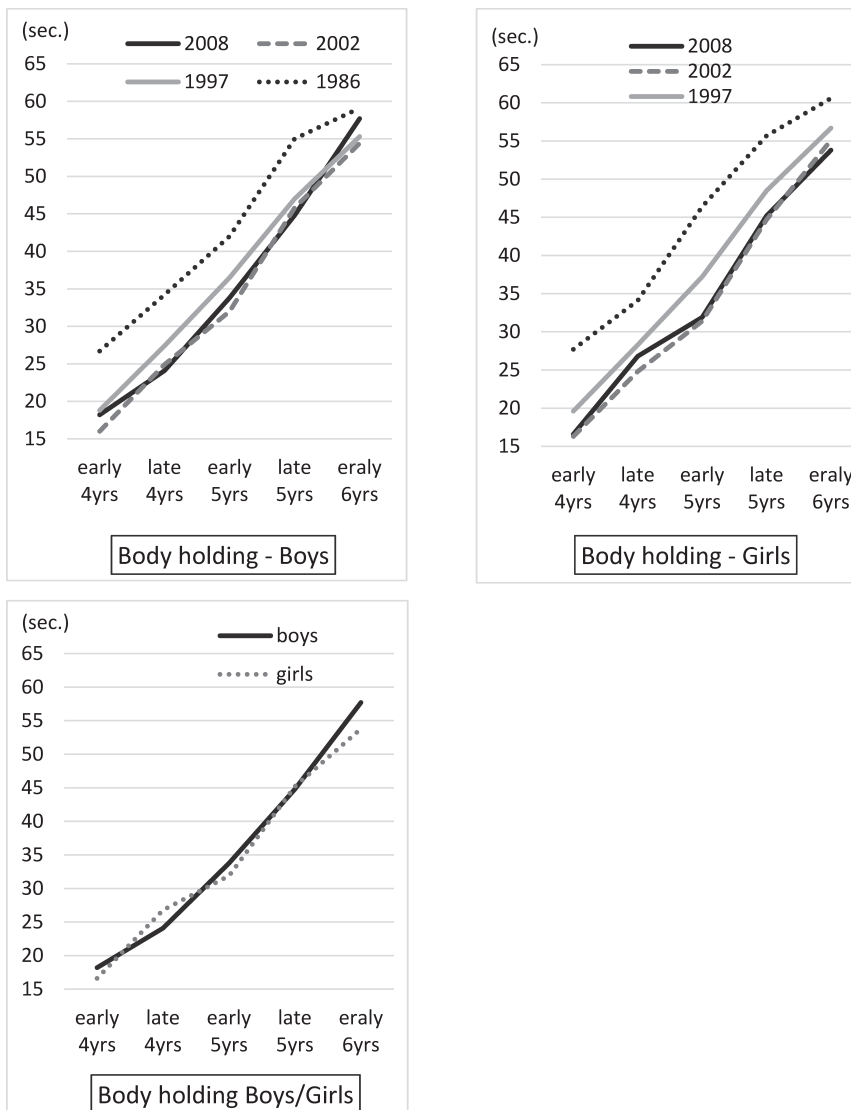 (sec.)
2008 2002
1997 1986
65
60
55
50
45
40
35
30
25
20
15
early late early late eraly
4yrs 4yrs 5yrs 5yrs 6yrs
Body holding - Boys
(sec.)
2008
2002
1997
65
60
55
50
45
40
35
30
25
20
15
early late early late eraly
4yrs 4yrs 5yrs 5yrs 6yrs
Body holding - Girls
(sec.)
boys
girls
65
60
55
50
45
40
35
30
25
20
15
early late early late eraly
4yrs 4yrs 5yrs 5yrs 6yrs
Body holding Boys/Girls